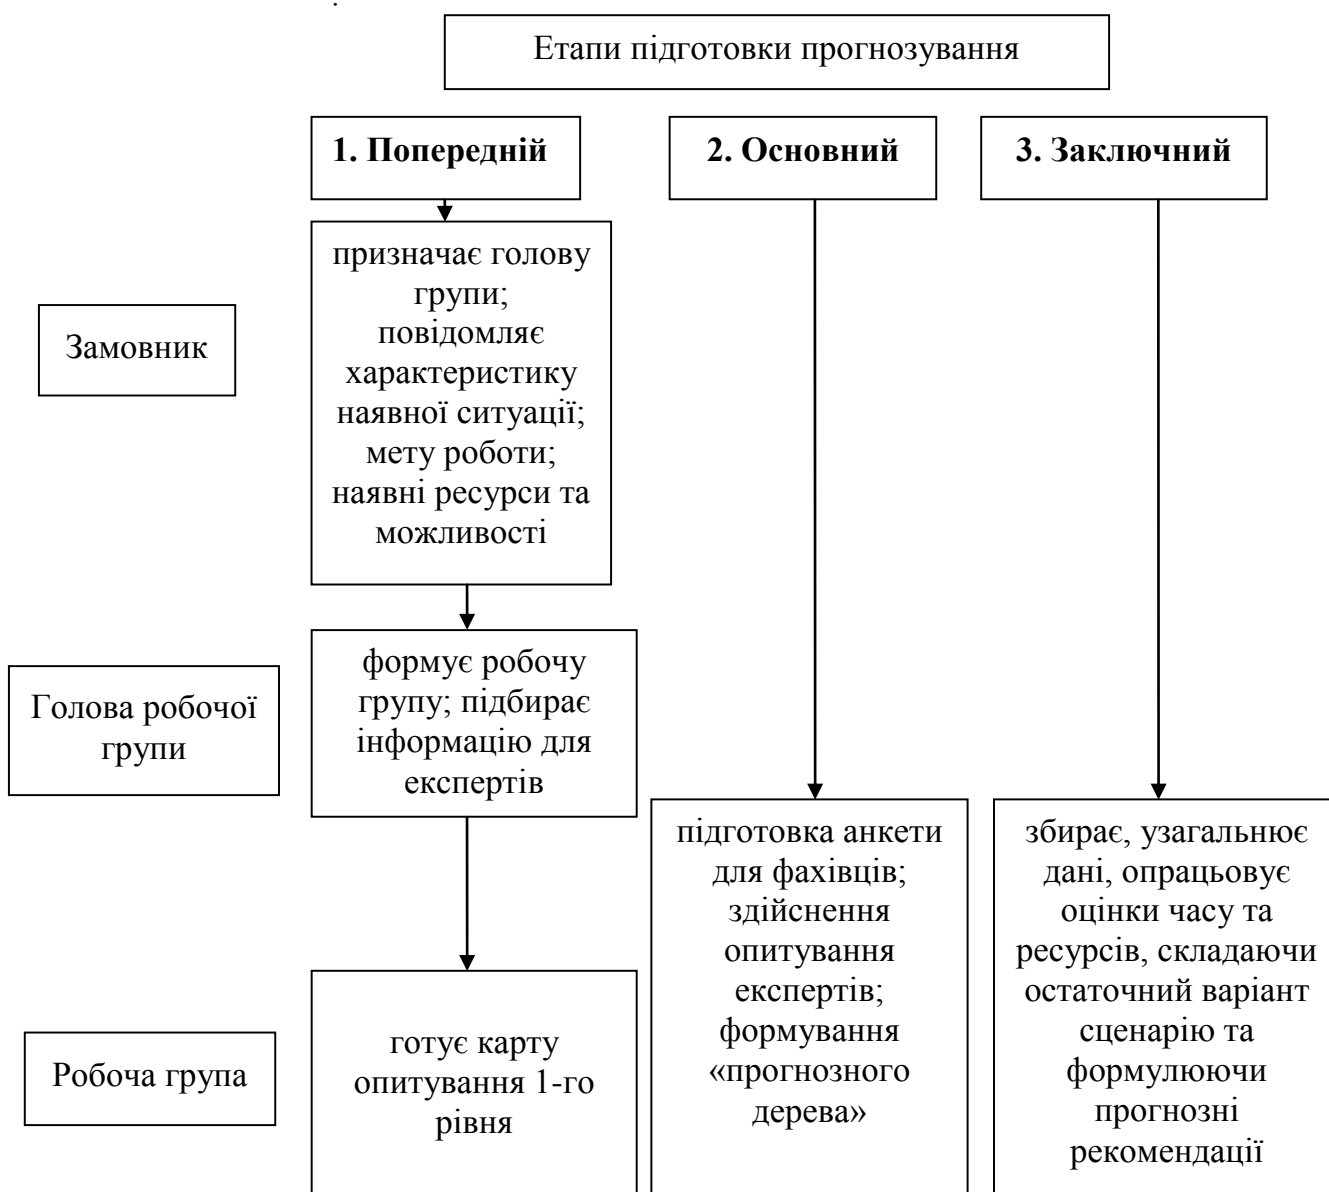 Етапи підготовки прогнозування
1. Попередній
2. Основний
3. Заключний
Замовник
призначає голову
групи;
повідомляє
характеристику
наявної ситуації;
мету роботи;
наявні ресурси та
можливості
Голова робочої
групи
формує робочу
групу; підбирає
інформацію для
експертів
Робоча група
готує карту
опитування 1-го
рівня
підготовка анкети
для фахівців;
здійснення
опитування
експертів;
формування
«прогнозного
дерева»
збирає, узагальнює
дані, опрацьовує
оцінки часу та
ресурсів, складаючи
остаточний варіант
сценарію та
формулюючи
прогнозні
рекомендації